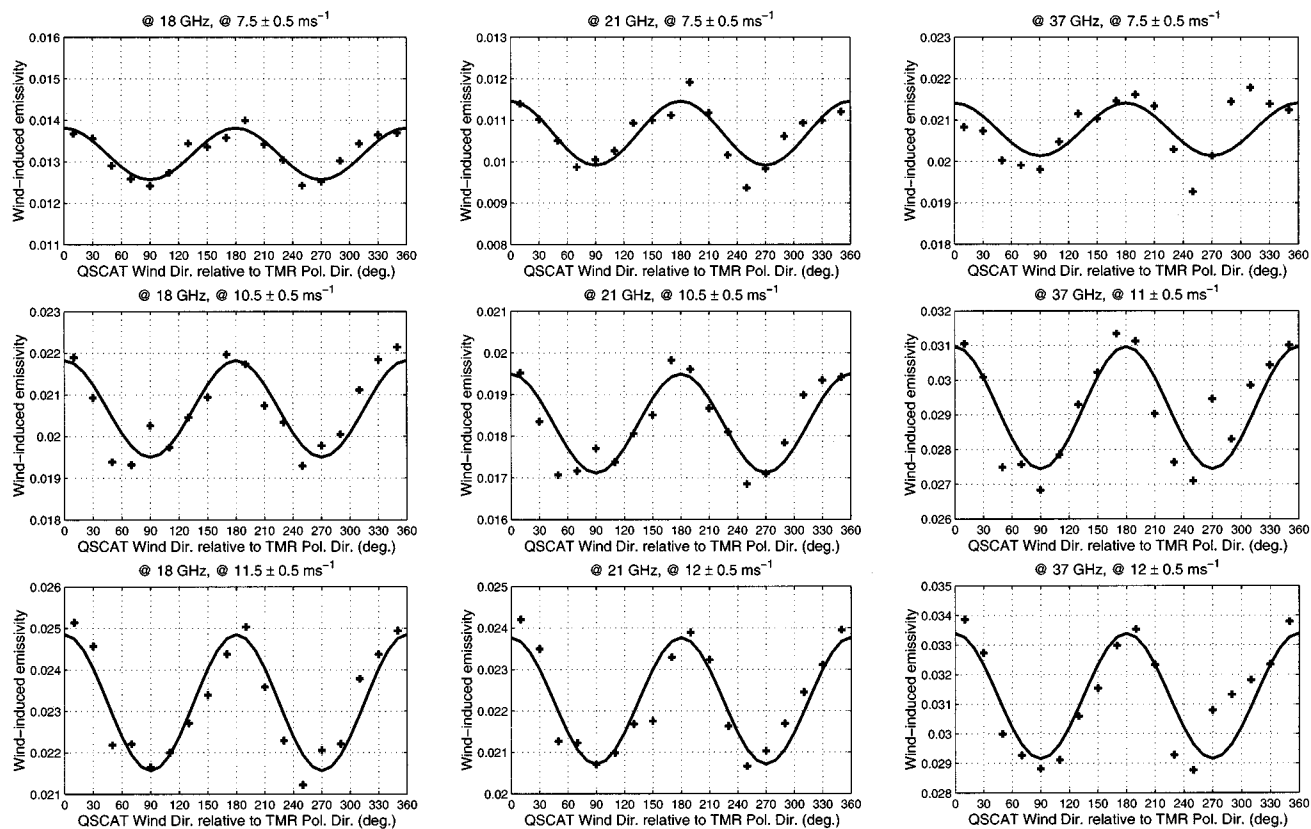 @ 18 GHz, @ 7.5 ± 0.5 ms⁻¹
Wind-induced emissivity
0.016
0.015
0.014
0.013
0.012
0.011
0 30 60 90 120 150 180 210 240 270 300 330 360
QSCAT Wind Dir. relative to TMR Pol. Dir. (deg.)
@ 21 GHz, @ 7.5 ± 0.5 ms⁻¹
Wind-induced emissivity
0.013
0.012
0.011
0.01
0.009
0.008
0 30 60 90 120 150 180 210 240 270 300 330 360
QSCAT Wind Dir. relative to TMR Pol. Dir. (deg.)
@ 37 GHz, @ 7.5 ± 0.5 ms⁻¹
Wind-induced emissivity
0.023
0.022
0.021
0.02
0.019
0.018
0 30 60 90 120 150 180 210 240 270 300 330 360
QSCAT Wind Dir. relative to TMR Pol. Dir. (deg.)
@ 18 GHz, @ 10.5 ± 0.5 ms⁻¹
Wind-induced emissivity
0.023
0.022
0.021
0.02
0.019
0.018
0 30 60 90 120 150 180 210 240 270 300 330 360
QSCAT Wind Dir. relative to TMR Pol. Dir. (deg.)
@ 21 GHz, @ 10.5 ± 0.5 ms⁻¹
Wind-induced emissivity
0.021
0.02
0.019
0.018
0.017
0.016
0 30 60 90 120 150 180 210 240 270 300 330 360
QSCAT Wind Dir. relative to TMR Pol. Dir. (deg.)
@ 37 GHz, @ 11 ± 0.5 ms⁻¹
Wind-induced emissivity
0.032
0.031
0.03
0.029
0.028
0.027
0.026
0 30 60 90 120 150 180 210 240 270 300 330 360
QSCAT Wind Dir. relative to TMR Pol. Dir. (deg.)
@ 18 GHz, @ 11.5 ± 0.5 ms⁻¹
Wind-induced emissivity
0.026
0.025
0.024
0.023
0.022
0.021
0 30 60 90 120 150 180 210 240 270 300 330 360
QSCAT Wind Dir. relative to TMR Pol. Dir. (deg.)
@ 21 GHz, @ 12 ± 0.5 ms⁻¹
Wind-induced emissivity
0.025
0.024
0.023
0.022
0.021
0.02
0 30 60 90 120 150 180 210 240 270 300 330 360
QSCAT Wind Dir. relative to TMR Pol. Dir. (deg.)
@ 37 GHz, @ 12 ± 0.5 ms⁻¹
Wind-induced emissivity
0.035
0.034
0.033
0.032
0.031
0.03
0.029
0.028
0 30 60 90 120 150 180 210 240 270 300 330 360
QSCAT Wind Dir. relative to TMR Pol. Dir. (deg.)